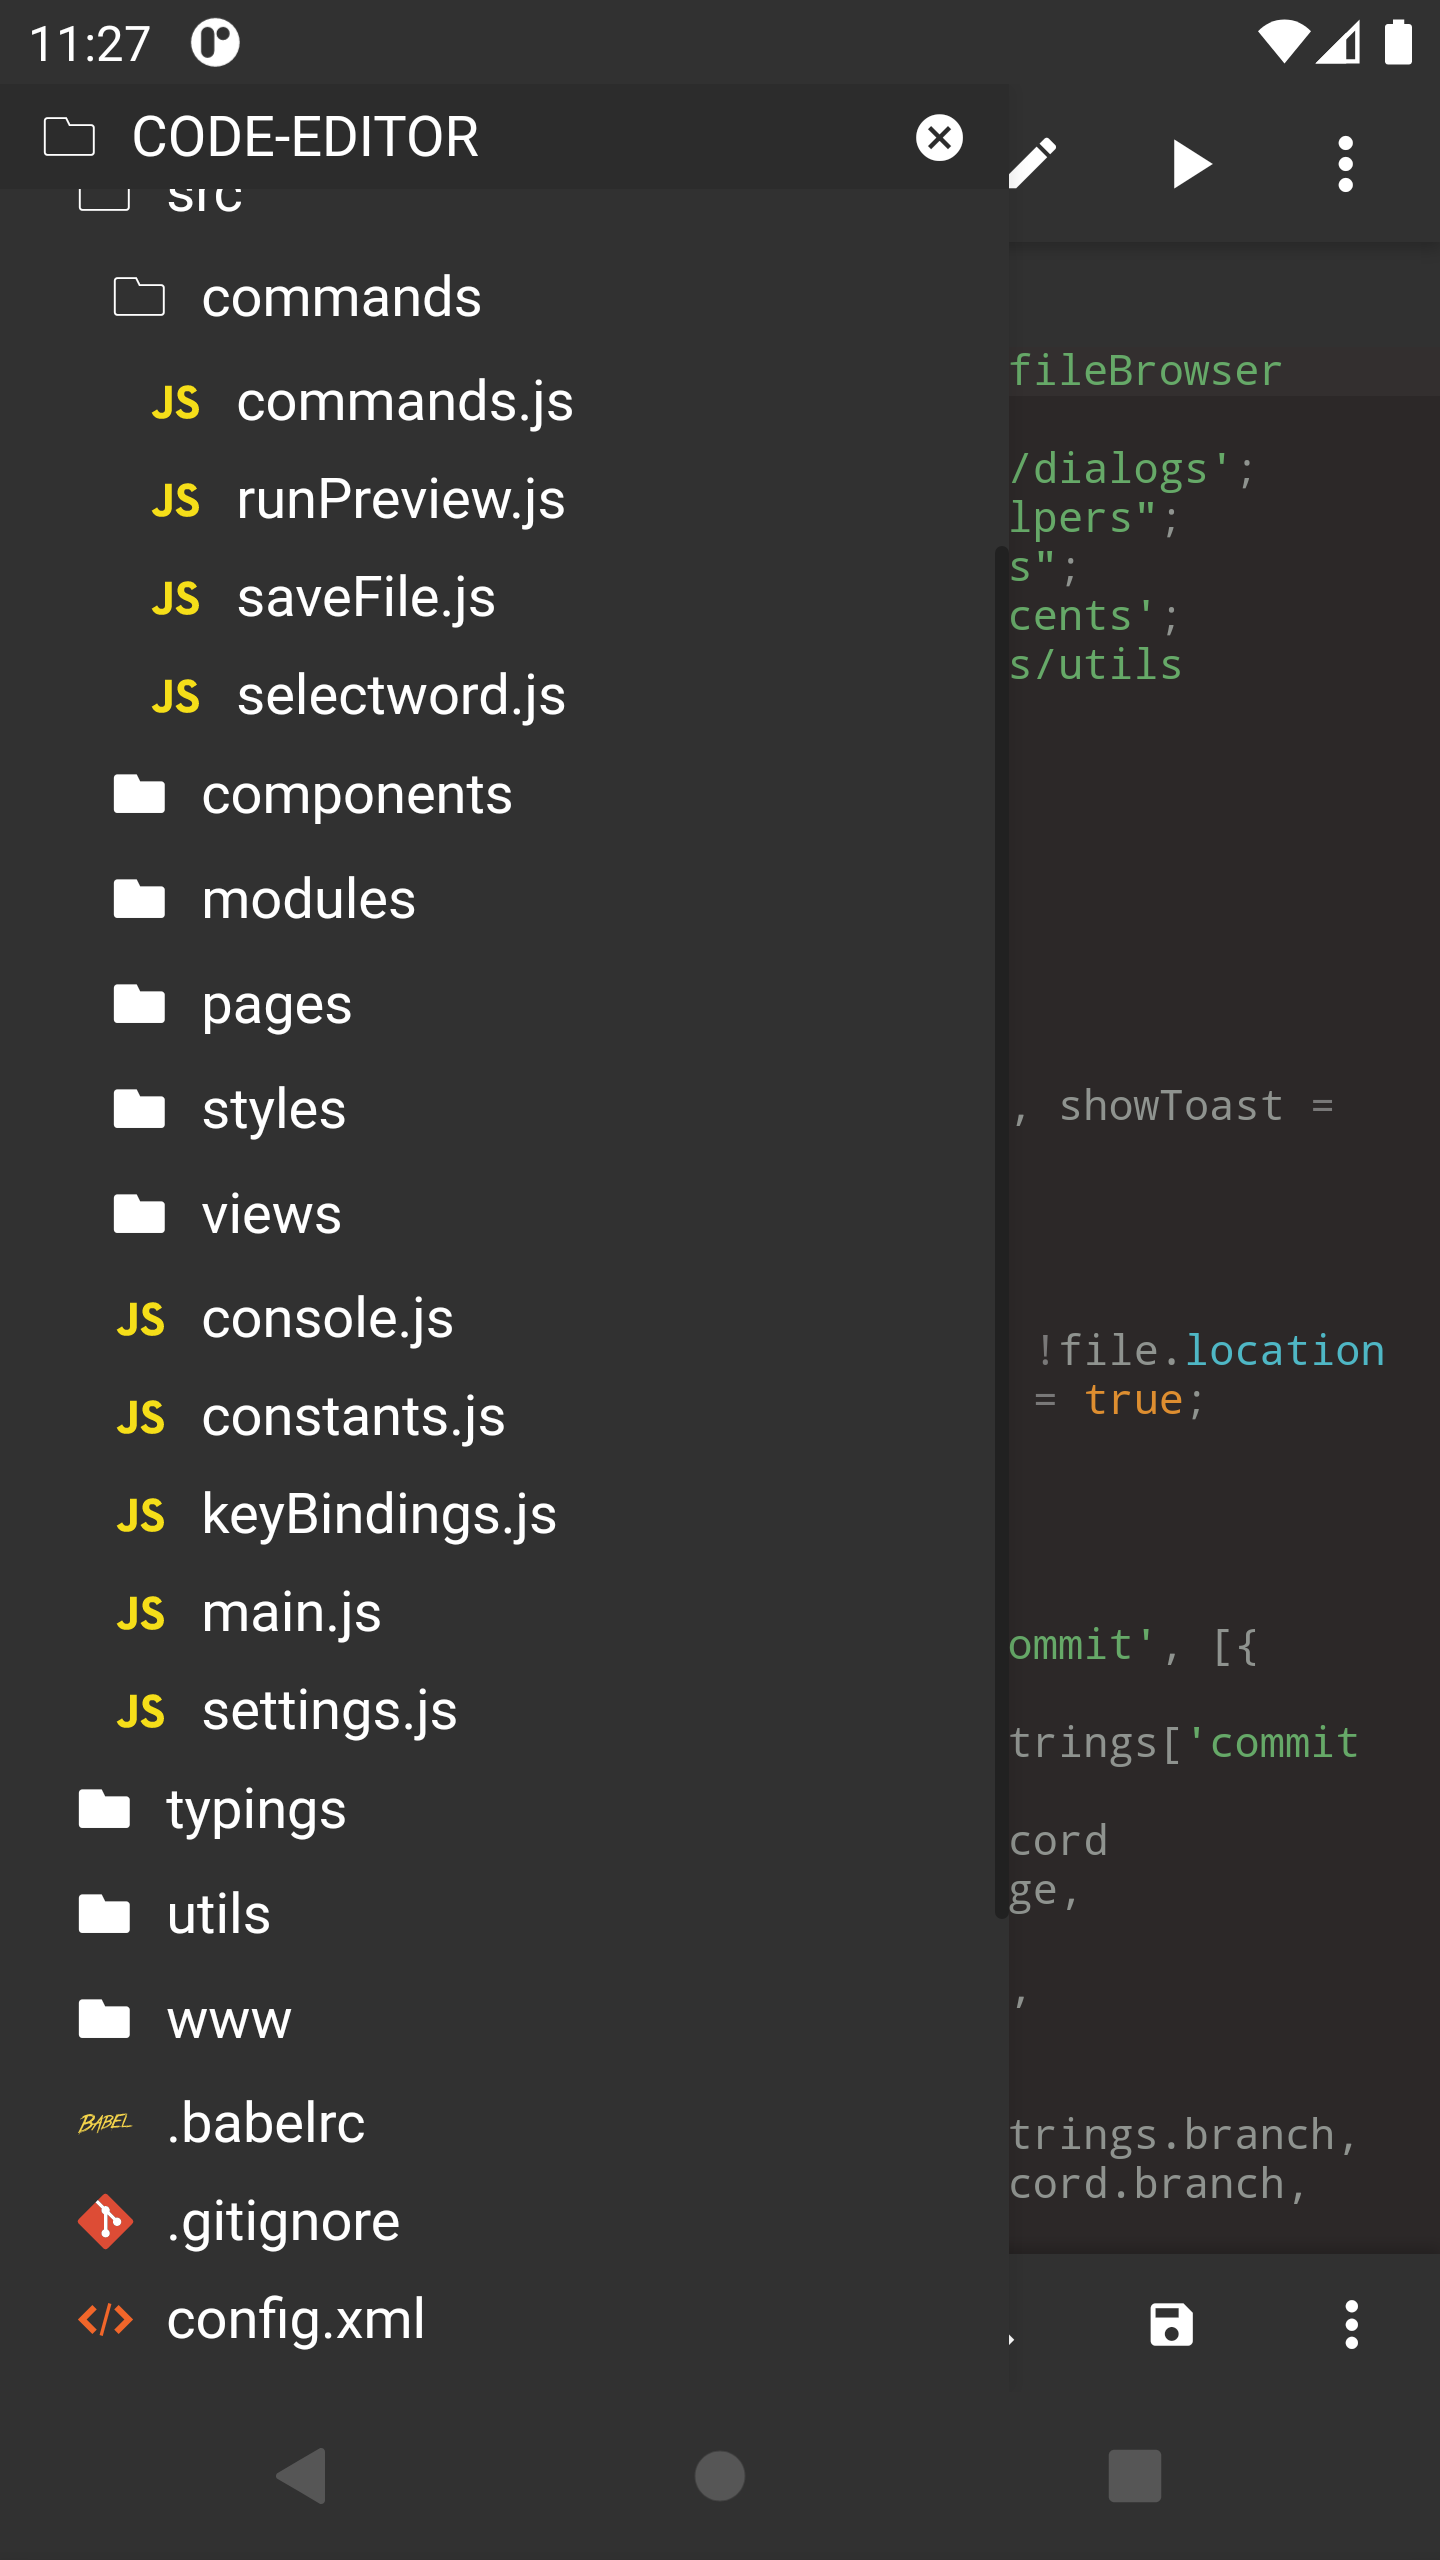 11:27
CODE-EDITOR
src
commands
JS commands.js
JS runPreview.js
JS saveFile.js
JS selectword.js
components
modules
pages
styles
views
JS console.js
JS constants.js
JS keyBindings.js
JS main.js
JS settings.js
typings
utils
www
BABEL .babelrc
.gitignore
</> config.xml
fileBrowser
/dialogs';
lpers";
s";
cents';
s/utils
, showToast =
!file.location
= true;
ommit', [{
trings['commit
cord
ge,
,
trings.branch,
cord.branch,